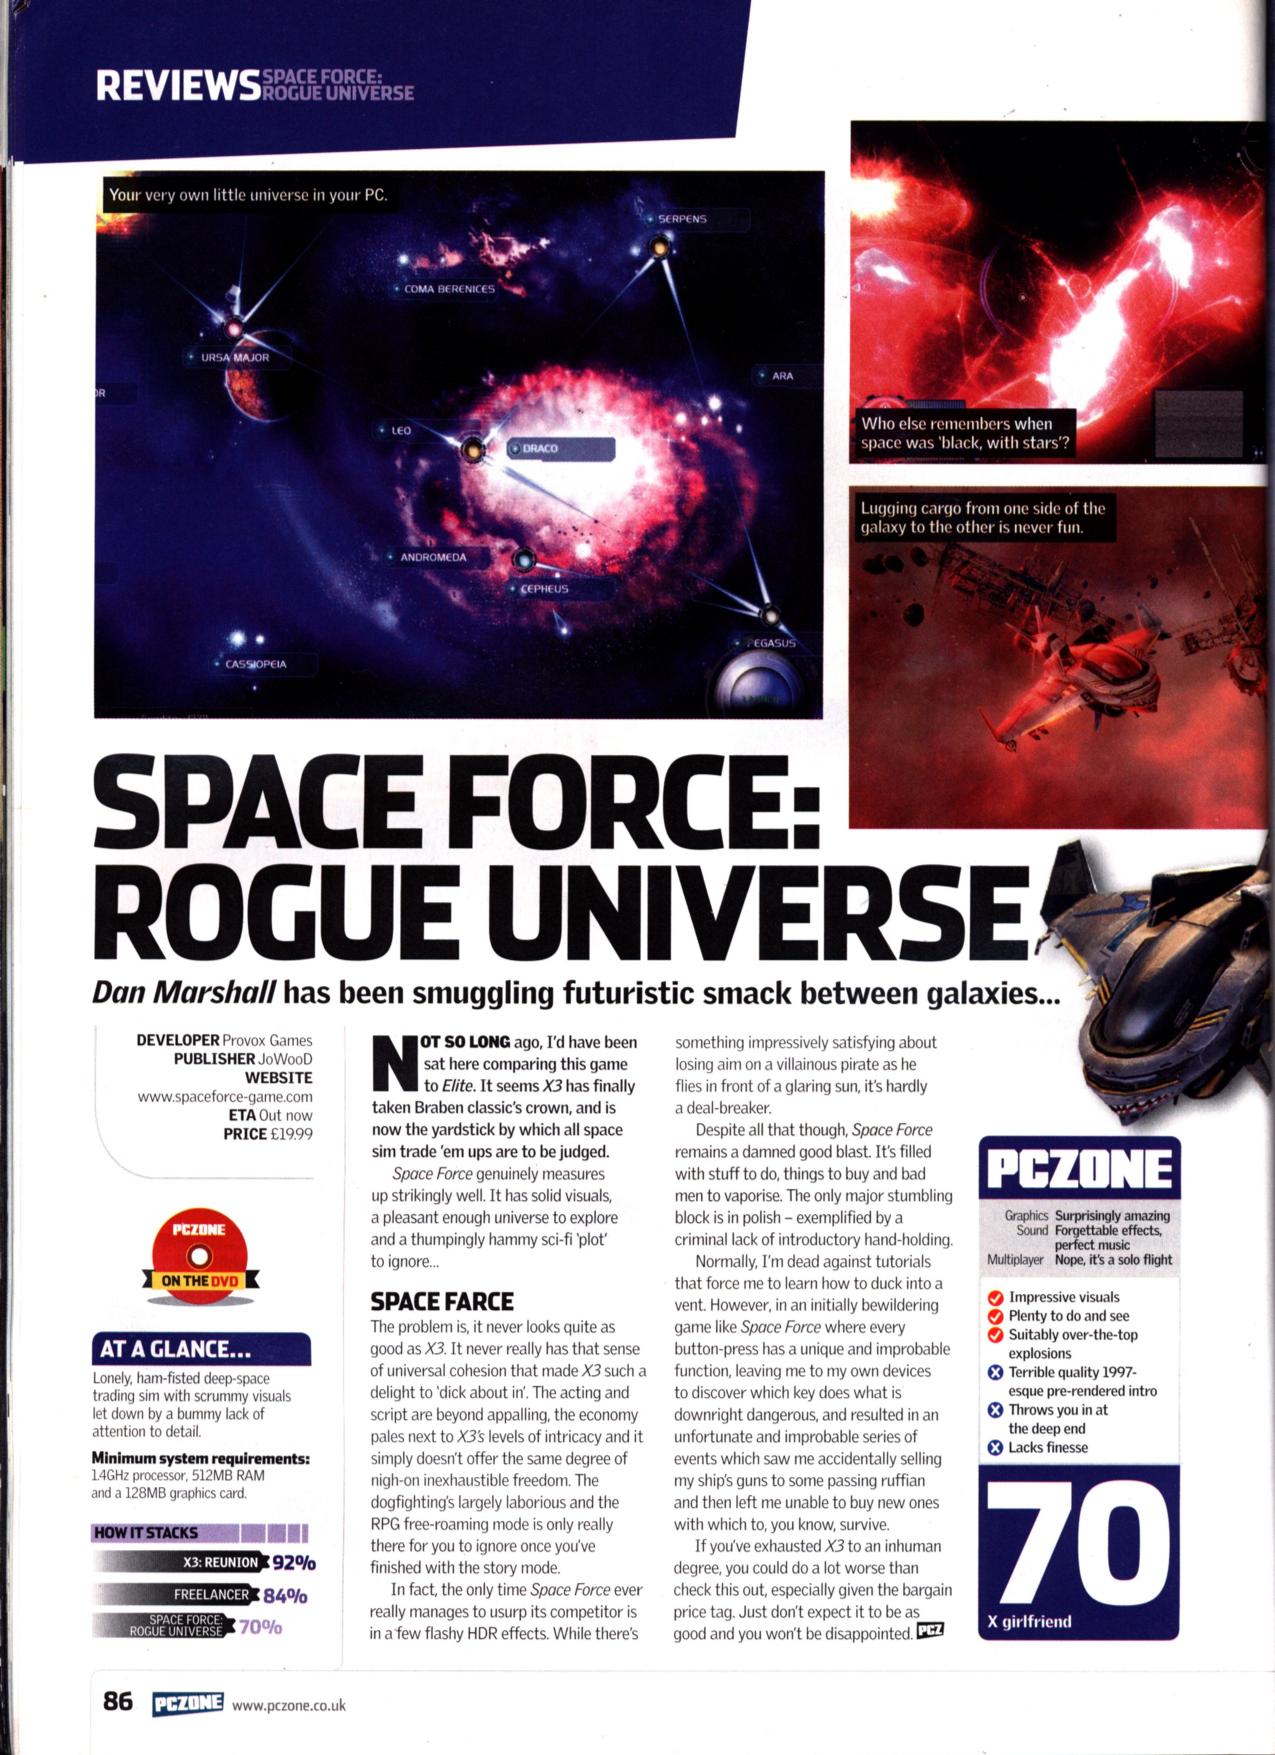 REVIEWS SPACE FORCE:
ROGUE UNIVERSE
Your very own little universe in your PC.
SERPENS
COMA BERENICES
URSA MAJOR
ARA
OR
LEO
DRACO
ANDROMEDA
CEPHEUS
PEGASUS
CASSIOPEIA
LAUNCH
Who else remembers when
space was 'black, with stars'?
Lugging cargo from one side of the
galaxy to the other is never fun.
SPACE FORCE:
ROGUE UNIVERSE
Dan Marshall has been smuggling futuristic smack between galaxies...
DEVELOPER Provox Games
PUBLISHER JoWooD
WEBSITE
www.spaceforce-game.com
ETA Out now
PRICE £19.99
PCZONE
ON THE DVD
AT A GLANCE...
Lonely, ham-fisted deep-space
trading sim with scrummy visuals
let down by a bummy lack of
attention to detail.
Minimum system requirements:
1.4GHz processor, 512MB RAM
and a 128MB graphics card.
HOW IT STACKS
X3: REUNION 92%
FREELANCER 84%
SPACE FORCE:
ROGUE UNIVERSE 70%
NOT SO LONG ago, I'd have been
sat here comparing this game
to Elite. It seems X3 has finally
taken Braben classic's crown, and is
now the yardstick by which all space
sim trade 'em ups are to be judged.
Space Force genuinely measures
up strikingly well. It has solid visuals,
a pleasant enough universe to explore
and a thumpingly hammy sci-fi 'plot'
to ignore...
SPACE FARCE
The problem is, it never looks quite as
good as X3. It never really has that sense
of universal cohesion that made X3 such a
delight to 'dick about in'. The acting and
script are beyond appalling, the economy
pales next to X3's levels of intricacy and it
simply doesn't offer the same degree of
nigh-on inexhaustible freedom. The
dogfighting's largely laborious and the
RPG free-roaming mode is only really
there for you to ignore once you've
finished with the story mode.
In fact, the only time Space Force ever
really manages to usurp its competitor is
in a few flashy HDR effects. While there's
something impressively satisfying about
losing aim on a villainous pirate as he
flies in front of a glaring sun, it's hardly
a deal-breaker.
Despite all that though, Space Force
remains a damned good blast. It's filled
with stuff to do, things to buy and bad
men to vaporise. The only major stumbling
block is in polish – exemplified by a
criminal lack of introductory hand-holding.
Normally, I'm dead against tutorials
that force me to learn how to duck into a
vent. However, in an initially bewildering
game like Space Force where every
button-press has a unique and improbable
function, leaving me to my own devices
to discover which key does what is
downright dangerous, and resulted in an
unfortunate and improbable series of
events which saw me accidentally selling
my ship's guns to some passing ruffian
and then left me unable to buy new ones
with which to, you know, survive.
If you've exhausted X3 to an inhuman
degree, you could do a lot worse than
check this out, especially given the bargain
price tag. Just don't expect it to be as
good and you won't be disappointed. PCZ
PCZONE
Graphics Surprisingly amazing
Sound Forgettable effects,
perfect music
Multiplayer Nope, it's a solo flight
Impressive visuals
Plenty to do and see
Suitably over-the-top
explosions
Terrible quality 1997-
esque pre-rendered intro
Throws you in at
the deep end
Lacks finesse
70
X girlfriend
86 PCZONE www.pczone.co.uk